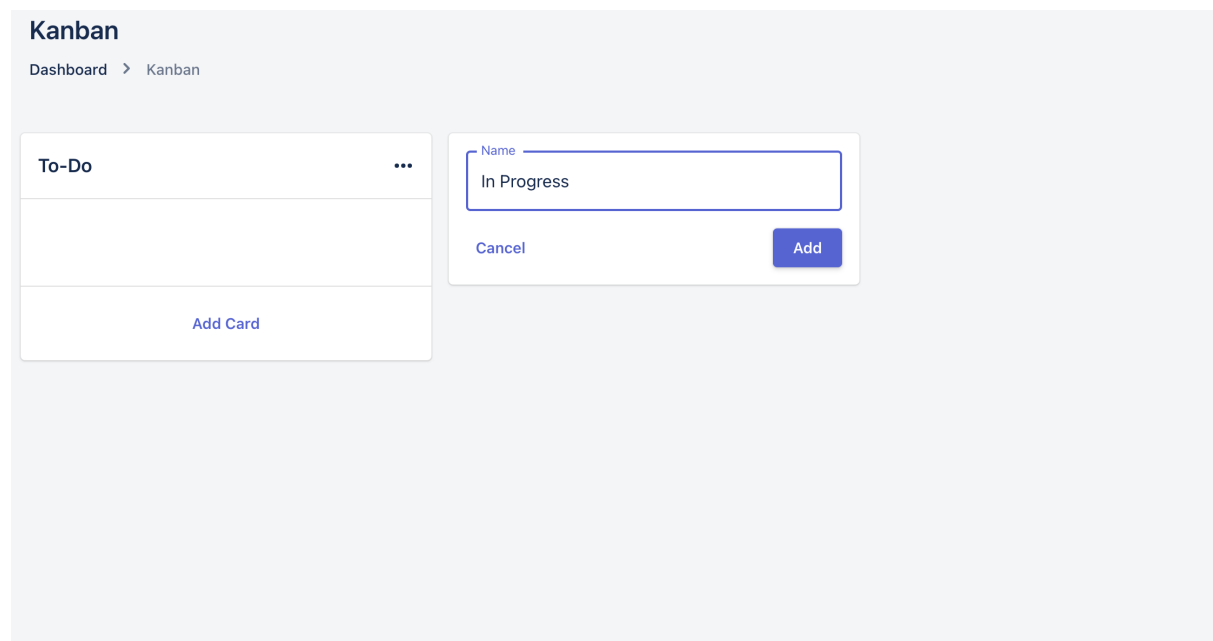 Kanban
Dashboard > Kanban
To-Do
Add Card
Name
In Progress
Cancel
Add